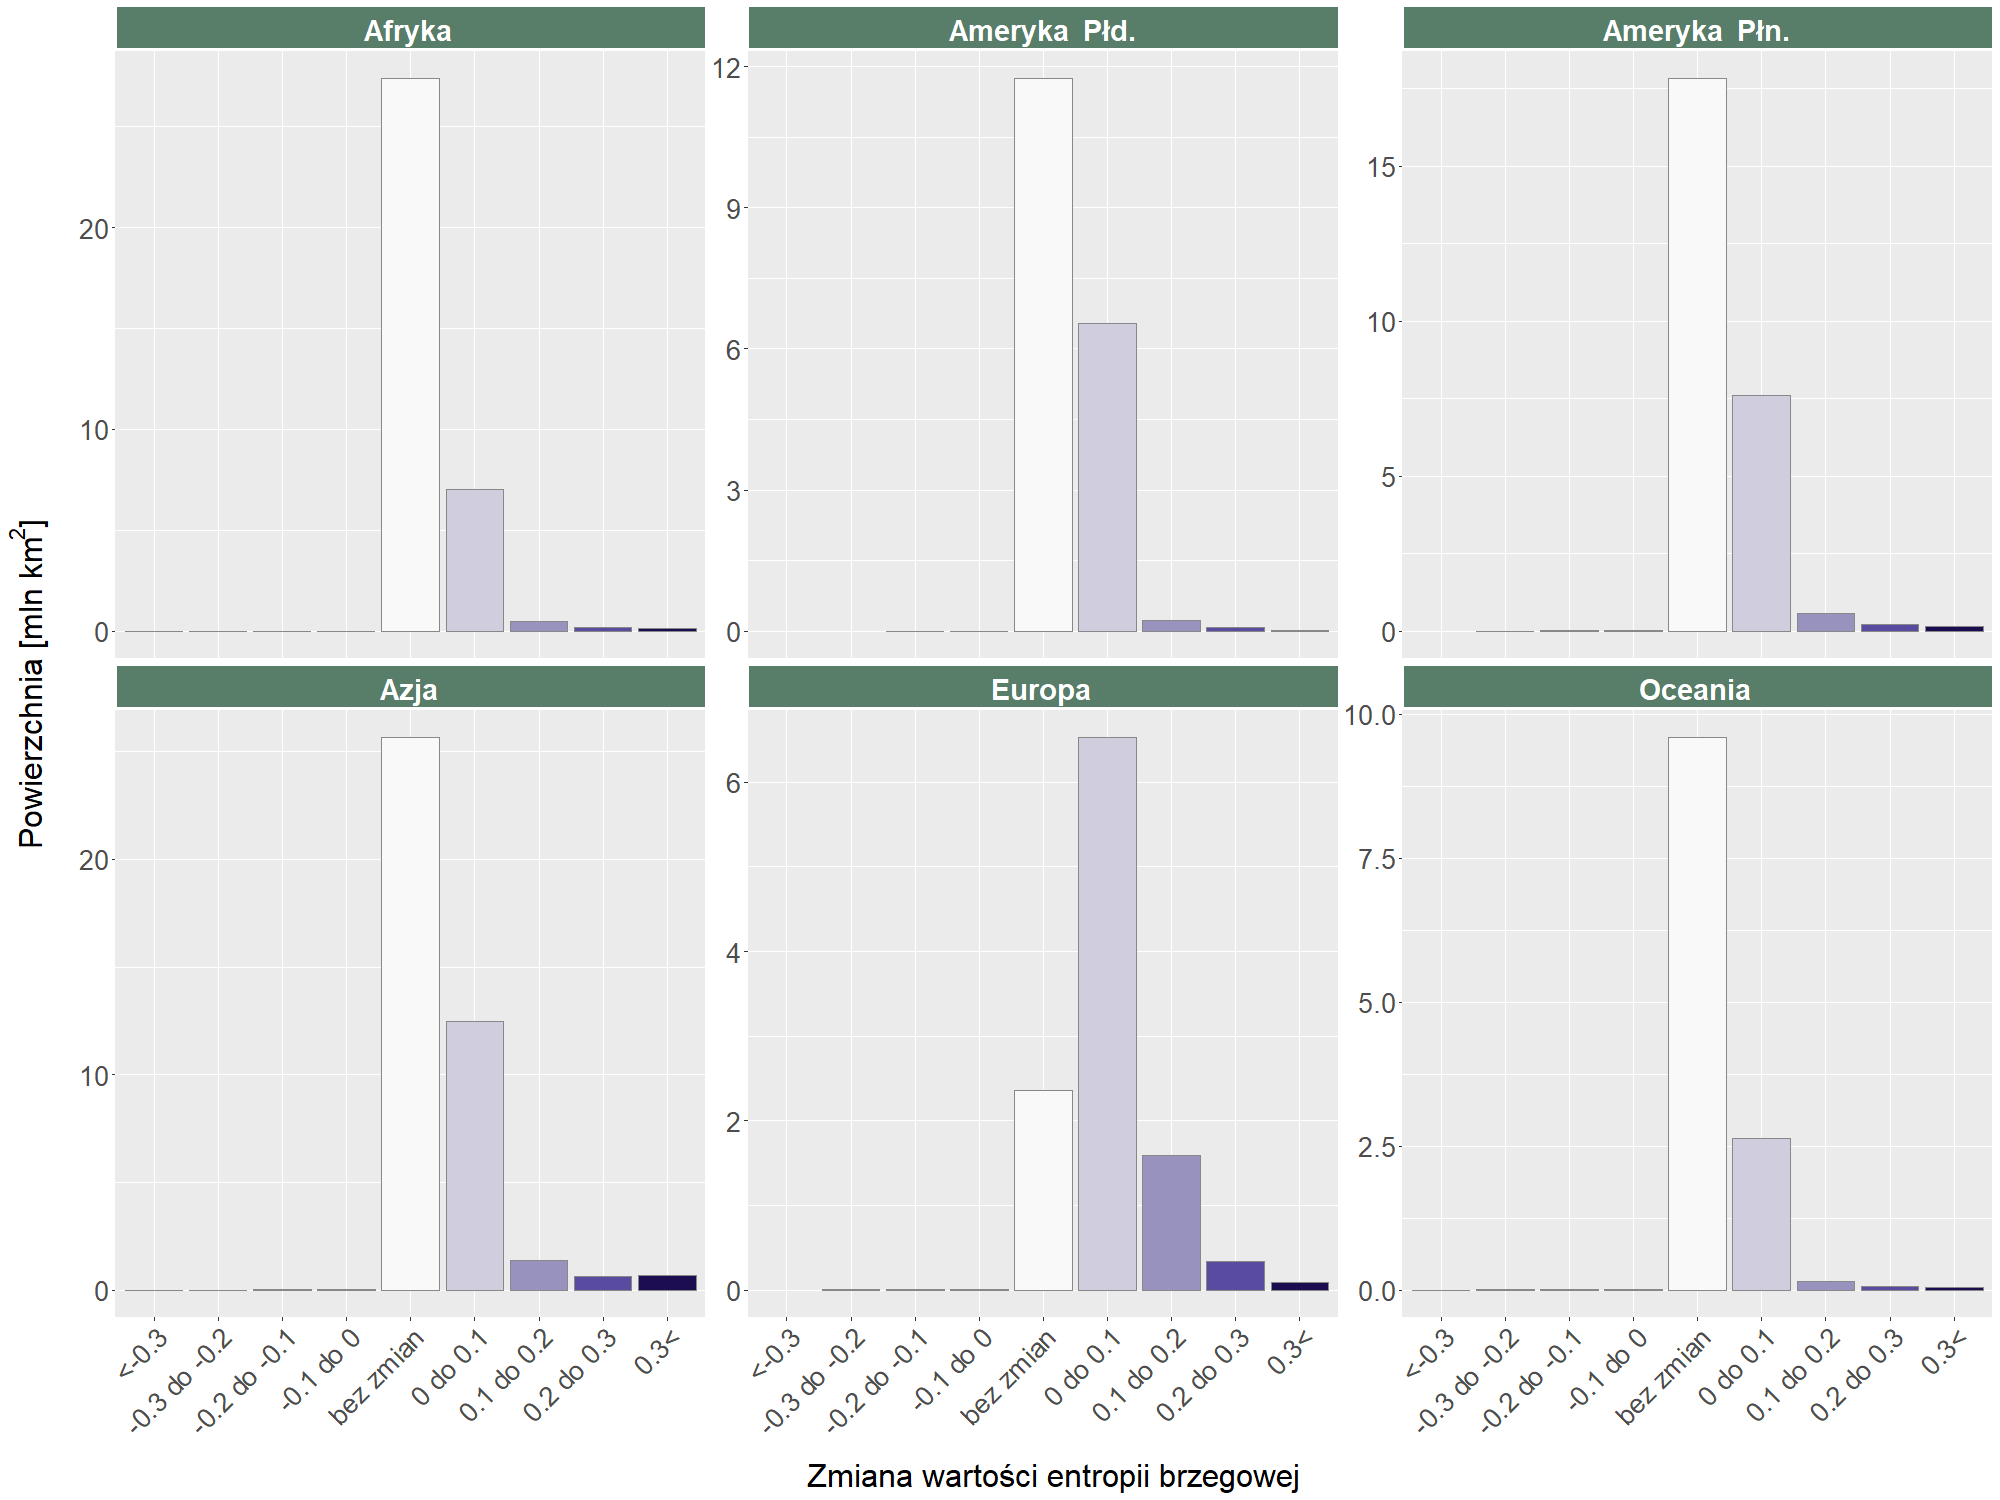 Powierzchnia [mln km²]
Afryka
20
10
0
Ameryka Płd.
12
9
6
3
0
Ameryka Płn.
15
10
5
0
Azja
20
10
0
<-0.3
-0.3 do -0.2
-0.2 do -0.1
-0.1 do 0
bez zmian
0 do 0.1
0.1 do 0.2
0.2 do 0.3
0.3<
Europa
6
4
2
0
<-0.3
-0.3 do -0.2
-0.2 do -0.1
-0.1 do 0
bez zmian
0 do 0.1
0.1 do 0.2
0.2 do 0.3
0.3<
Oceania
10.0
7.5
5.0
2.5
0.0
<-0.3
-0.3 do -0.2
-0.2 do -0.1
-0.1 do 0
bez zmian
0 do 0.1
0.1 do 0.2
0.2 do 0.3
0.3<
Zmiana wartości entropii brzegowej